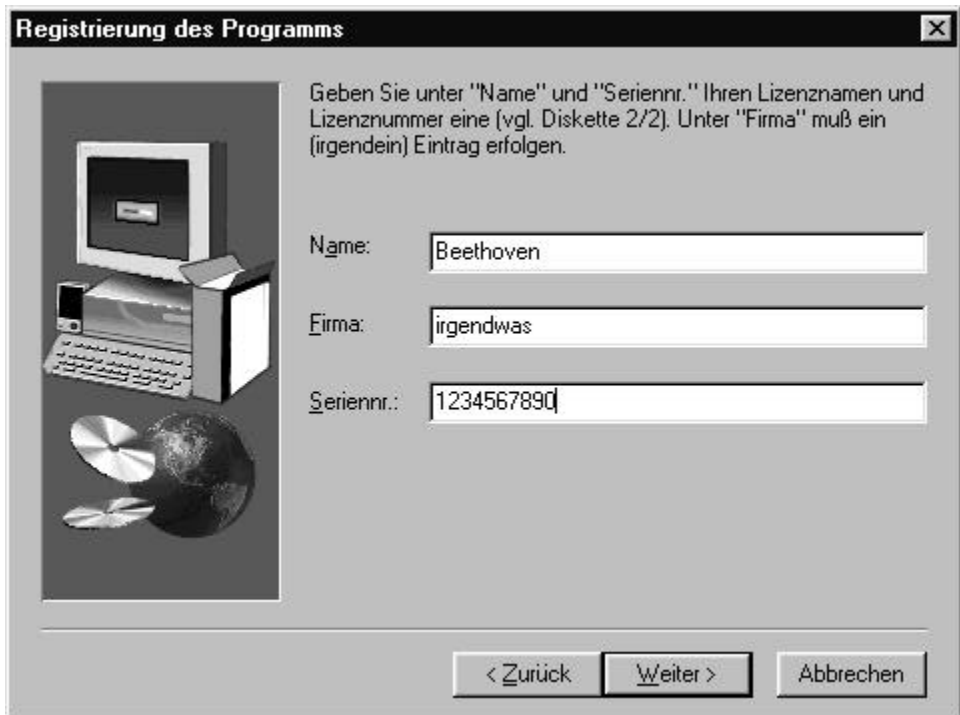 Registrierung des Programms
Geben Sie unter "Name" und "Seriennr." Ihren Lizenznamen und
Lizenznummer eine (vgl. Diskette 2/2). Unter "Firma" muß ein
(irgendein) Eintrag erfolgen.
Name: Beethoven
Firma: irgendwas
Seriennr.: 1234567890
< Zurück Weiter > Abbrechen